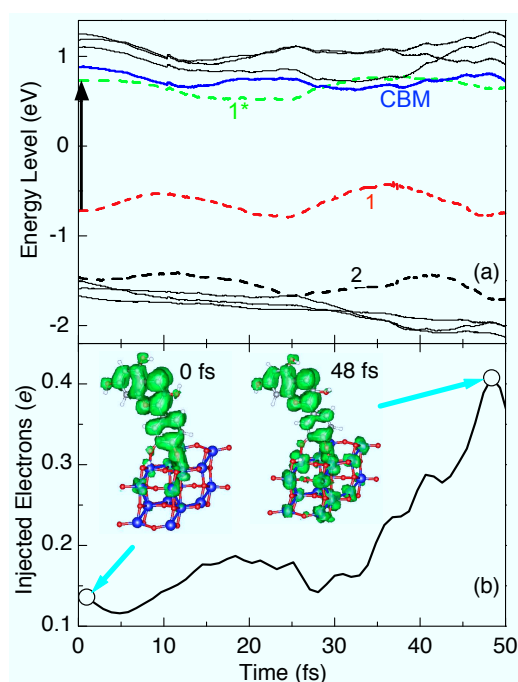 Energy Level (eV)
1
0
-1
-2
1*
CBM
1
2
(a)
Injected Electrons (e)
0.4
0.3
0.2
0.1
0 fs
48 fs
(b)
0 10 20 30 40 50
Time (fs)